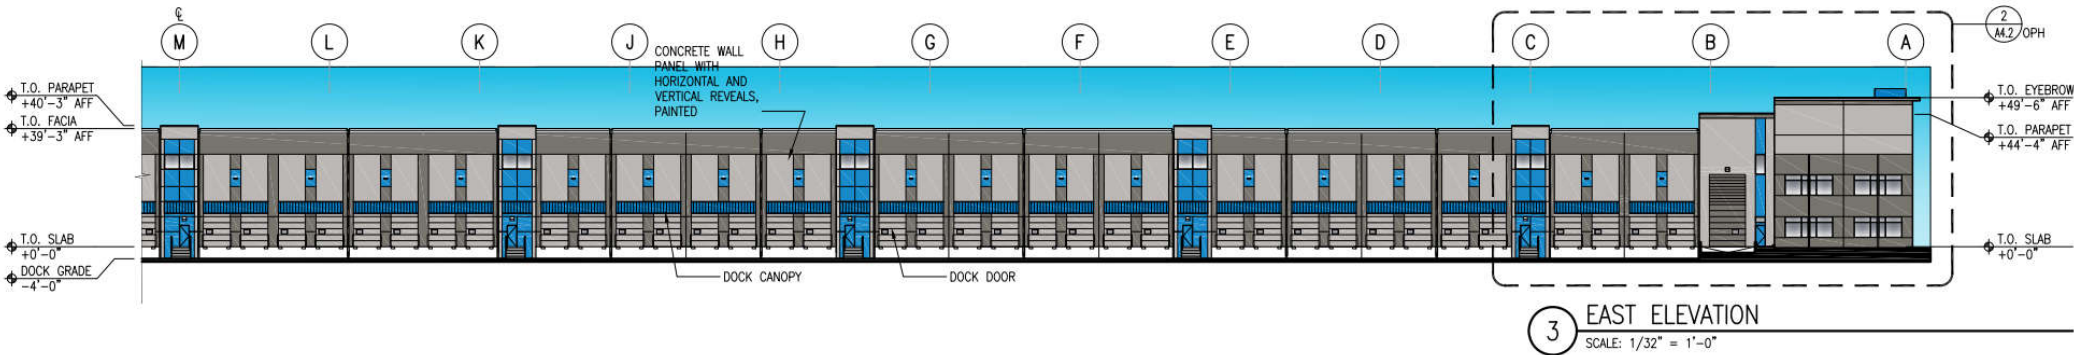 ℄
M
L
K
J
H
G
F
E
D
C
B
A
2
A4.2
OPH
CONCRETE WALL
PANEL WITH
HORIZONTAL AND
VERTICAL REVEALS,
PAINTED
T.O. PARAPET
+40'-3" AFF
T.O. FACIA
+39'-3" AFF
T.O. SLAB
+0'-0"
DOCK GRADE
-4'-0"
T.O. EYEBROW
+49'-6" AFF
T.O. PARAPET
+44'-4" AFF
T.O. SLAB
+0'-0"
DOCK CANOPY
DOCK DOOR
3
EAST ELEVATION
SCALE: 1/32" = 1'-0"